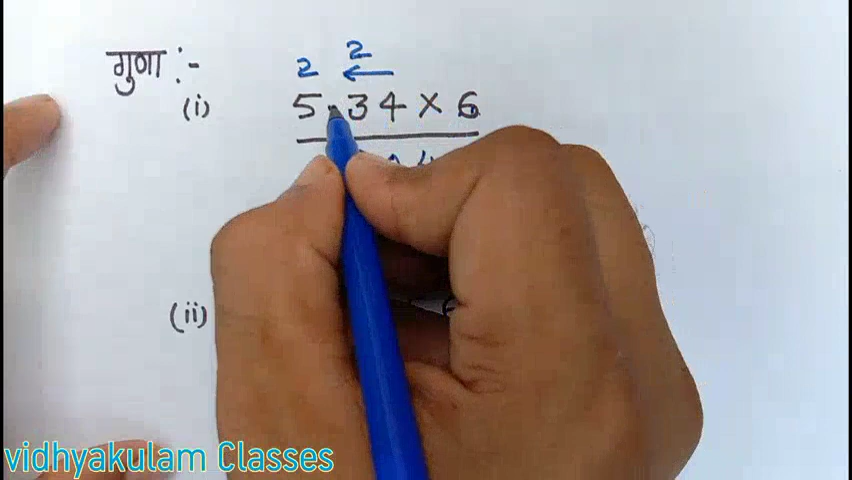 गुणा :-
2 2 ←
(i) 5.34 × 6
(ii)
vidhyakulam Classes